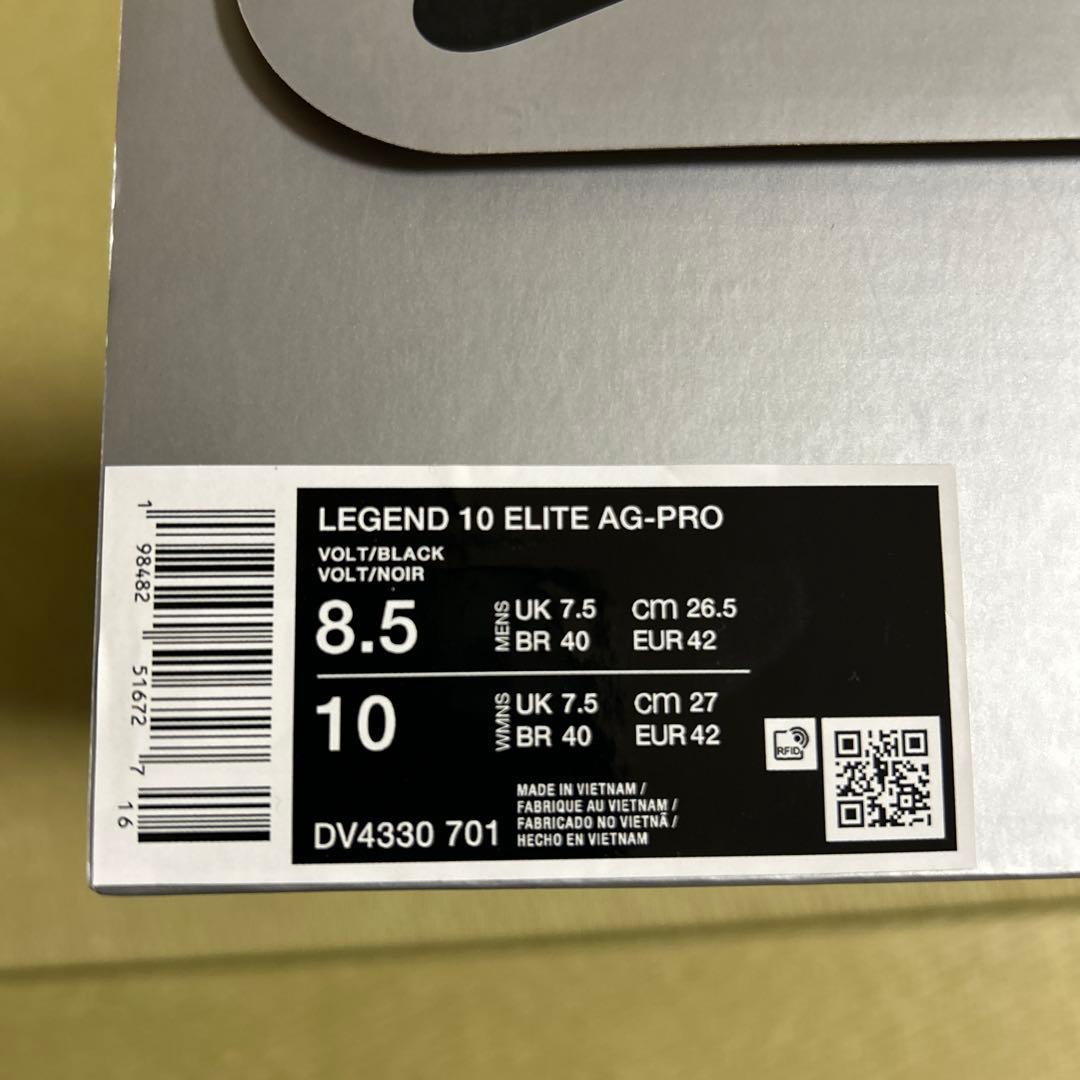 LEGEND 10 ELITE AG-PRO
VOLT/BLACK
VOLT/NOIR
8.5
MENS
UK 7.5 cm 26.5
BR 40 EUR 42
10
WMNS
UK 7.5 cm 27
BR 40 EUR 42
RFID
DV4330 701
MADE IN VIETNAM /
FABRIQUE AU VIETNAM /
FABRICADO NO VIETNÃ /
HECHO EN VIETNAM
1 98482 51672 7 16